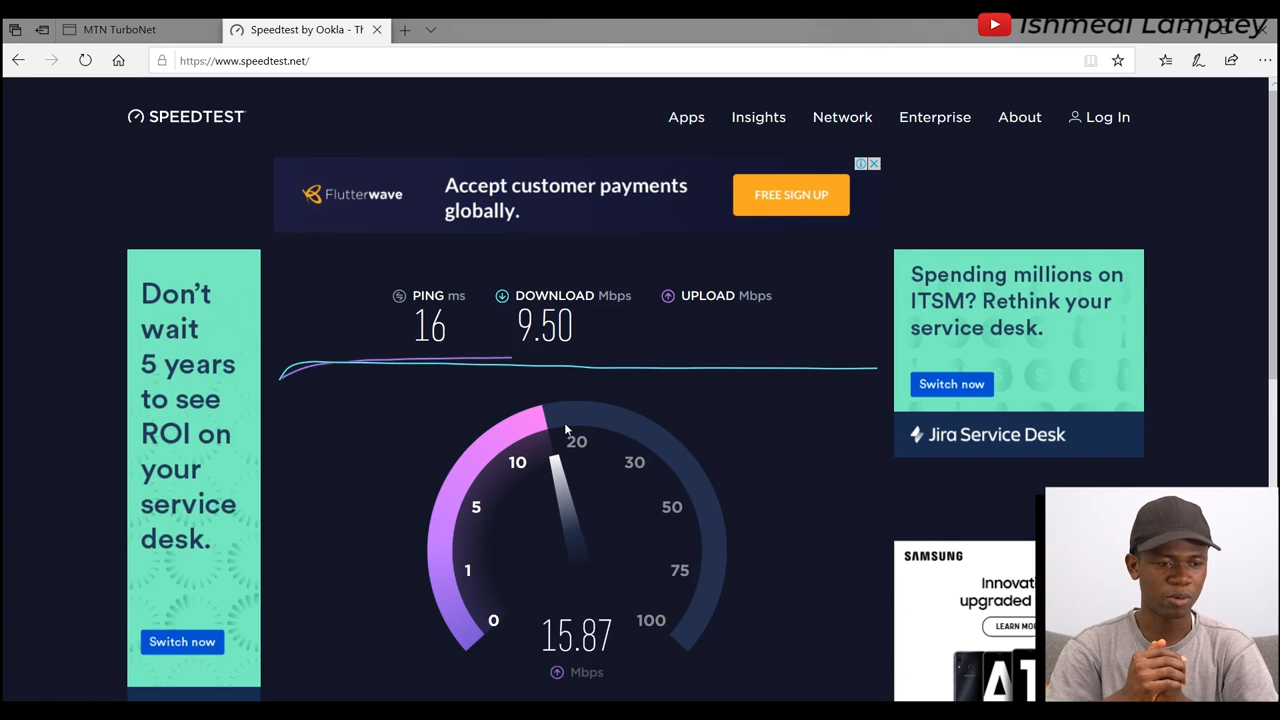 MTN TurboNet
Speedtest by Ookla - Th
Ishmedl Lamptey
https://www.speedtest.net/
SPEEDTEST
Apps
Insights
Network
Enterprise
About
Log In
Flutterwave
Accept customer payments
globally.
FREE SIGN UP
Don't
wait
5 years
to see
ROI on
your
service
desk.
Switch now
PING ms
DOWNLOAD Mbps
UPLOAD Mbps
16
9.50
0
1
5
10
20
30
50
75
100
15.87
Mbps
Spending millions on
ITSM? Rethink your
service desk.
Switch now
Jira Service Desk
SAMSUNG
Innovati
upgraded
LEARN MO
A1